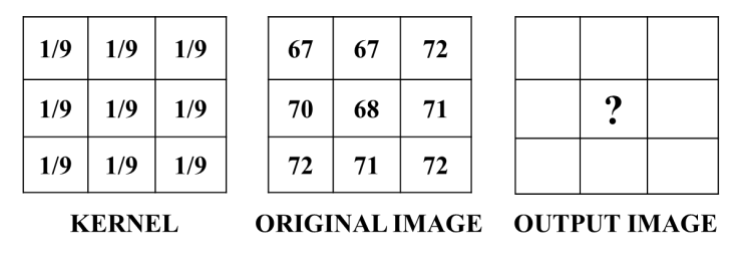 1/9 1/9 1/9 67 67 72
1/9 1/9 1/9 70 68 71 ?
1/9 1/9 1/9 72 71 72
KERNEL ORIGINAL IMAGE OUTPUT IMAGE